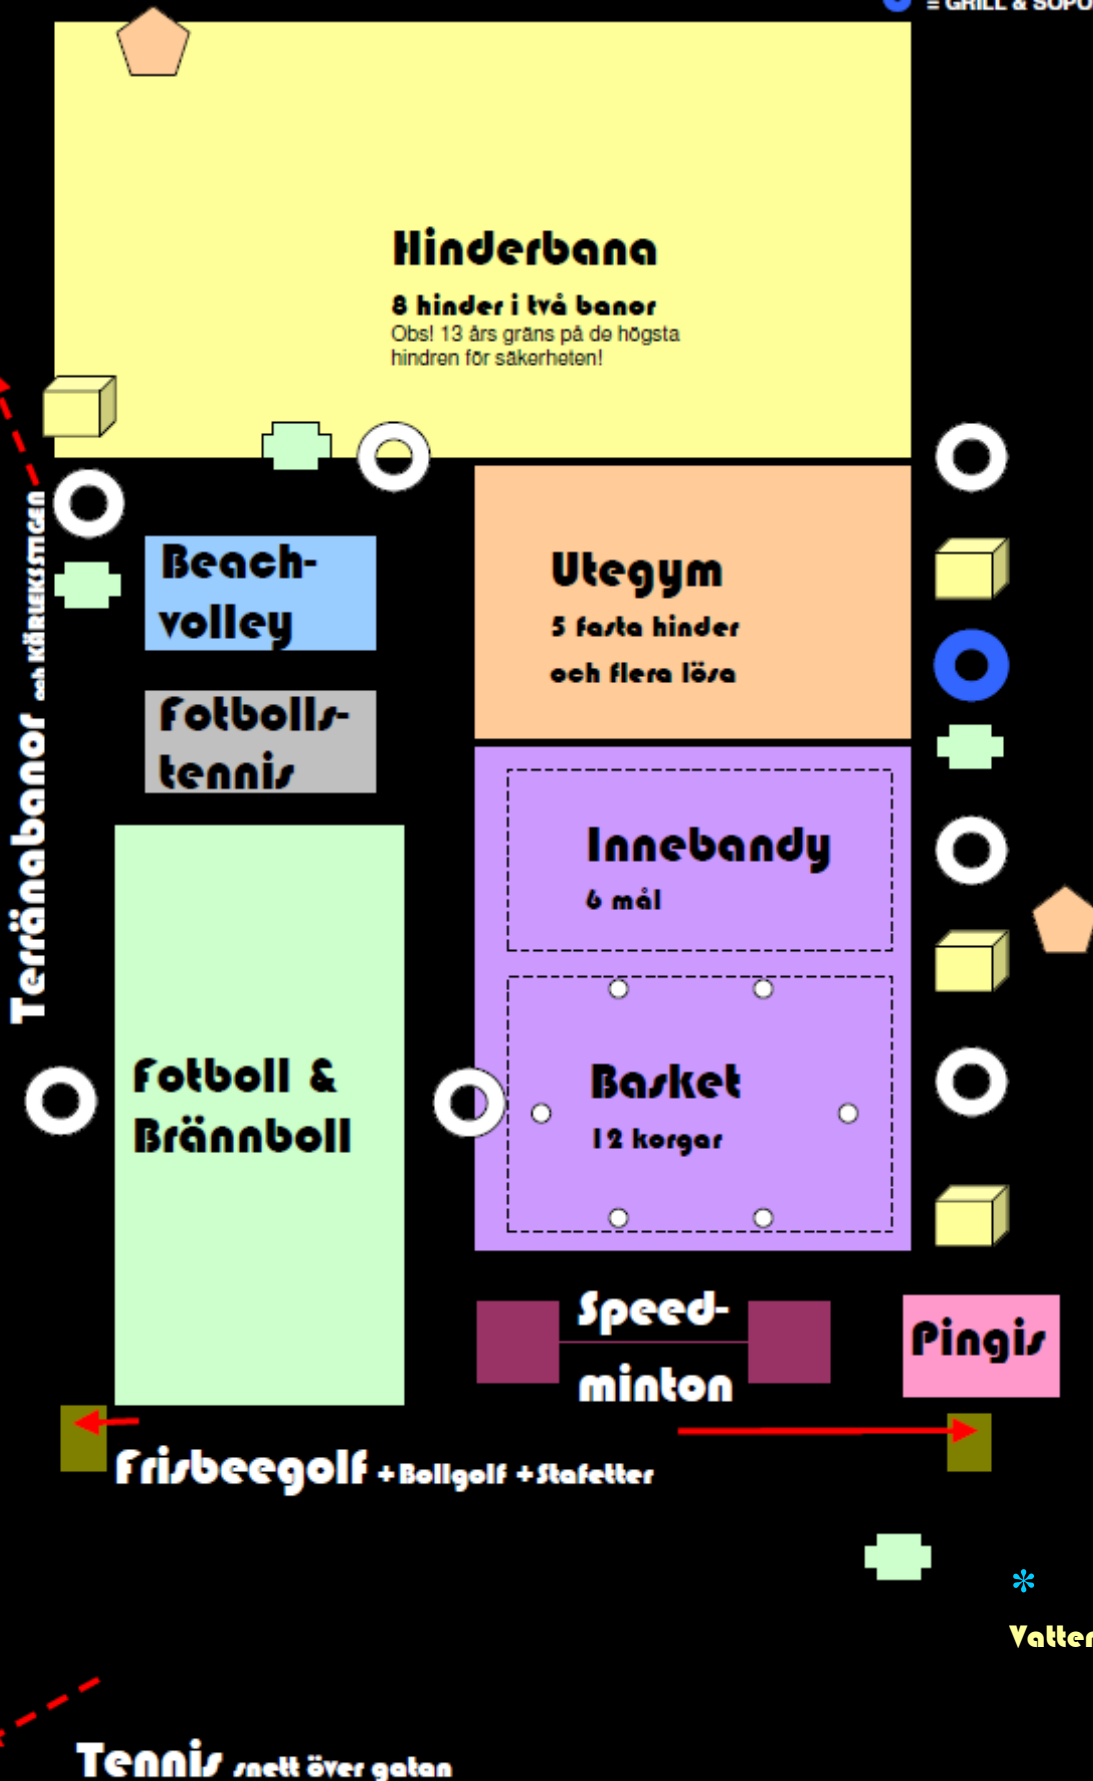 = GRILL & SOPO
Hinderbana
8 hinder i två banor
Obs! 13 års gräns på de högsta
hindren för säkerheten!
Terränabanor och KÄRLEKSSTIGEN
Beach-
volley
Utegym
5 fasta hinder
och flera lösa
Fotbolls-
tennis
Innebandy
6 mål
Fotboll &
Brännboll
Basket
12 korgar
Speed-
minton
Pingis
Frisbeegolf + Bollgolf + Stafetter
*
Vatten
Tennis snett över gatan